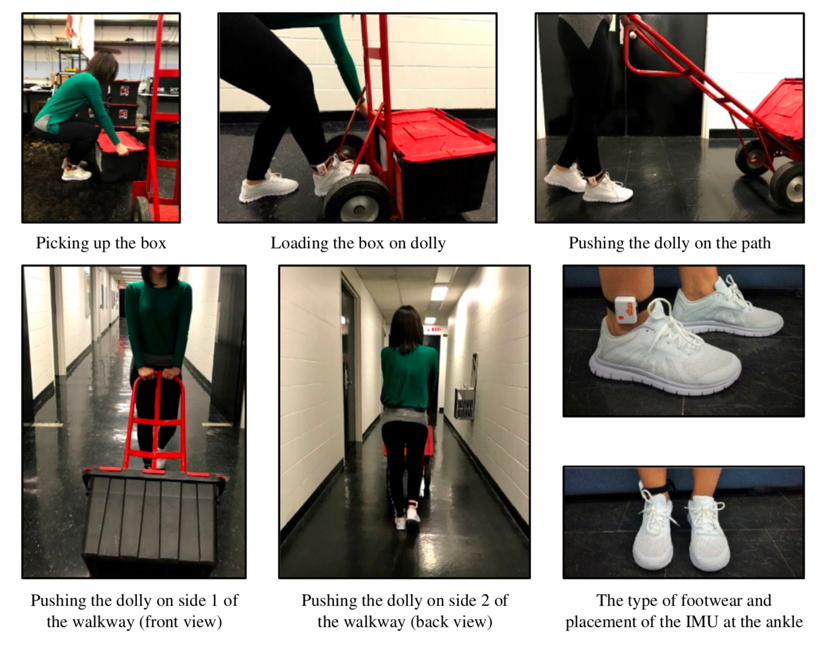 Picking up the box
Loading the box on dolly
Pushing the dolly on the path
Pushing the dolly on side 1 of
the walkway (front view)
Pushing the dolly on side 2 of
the walkway (back view)
The type of footwear and
placement of the IMU at the ankle